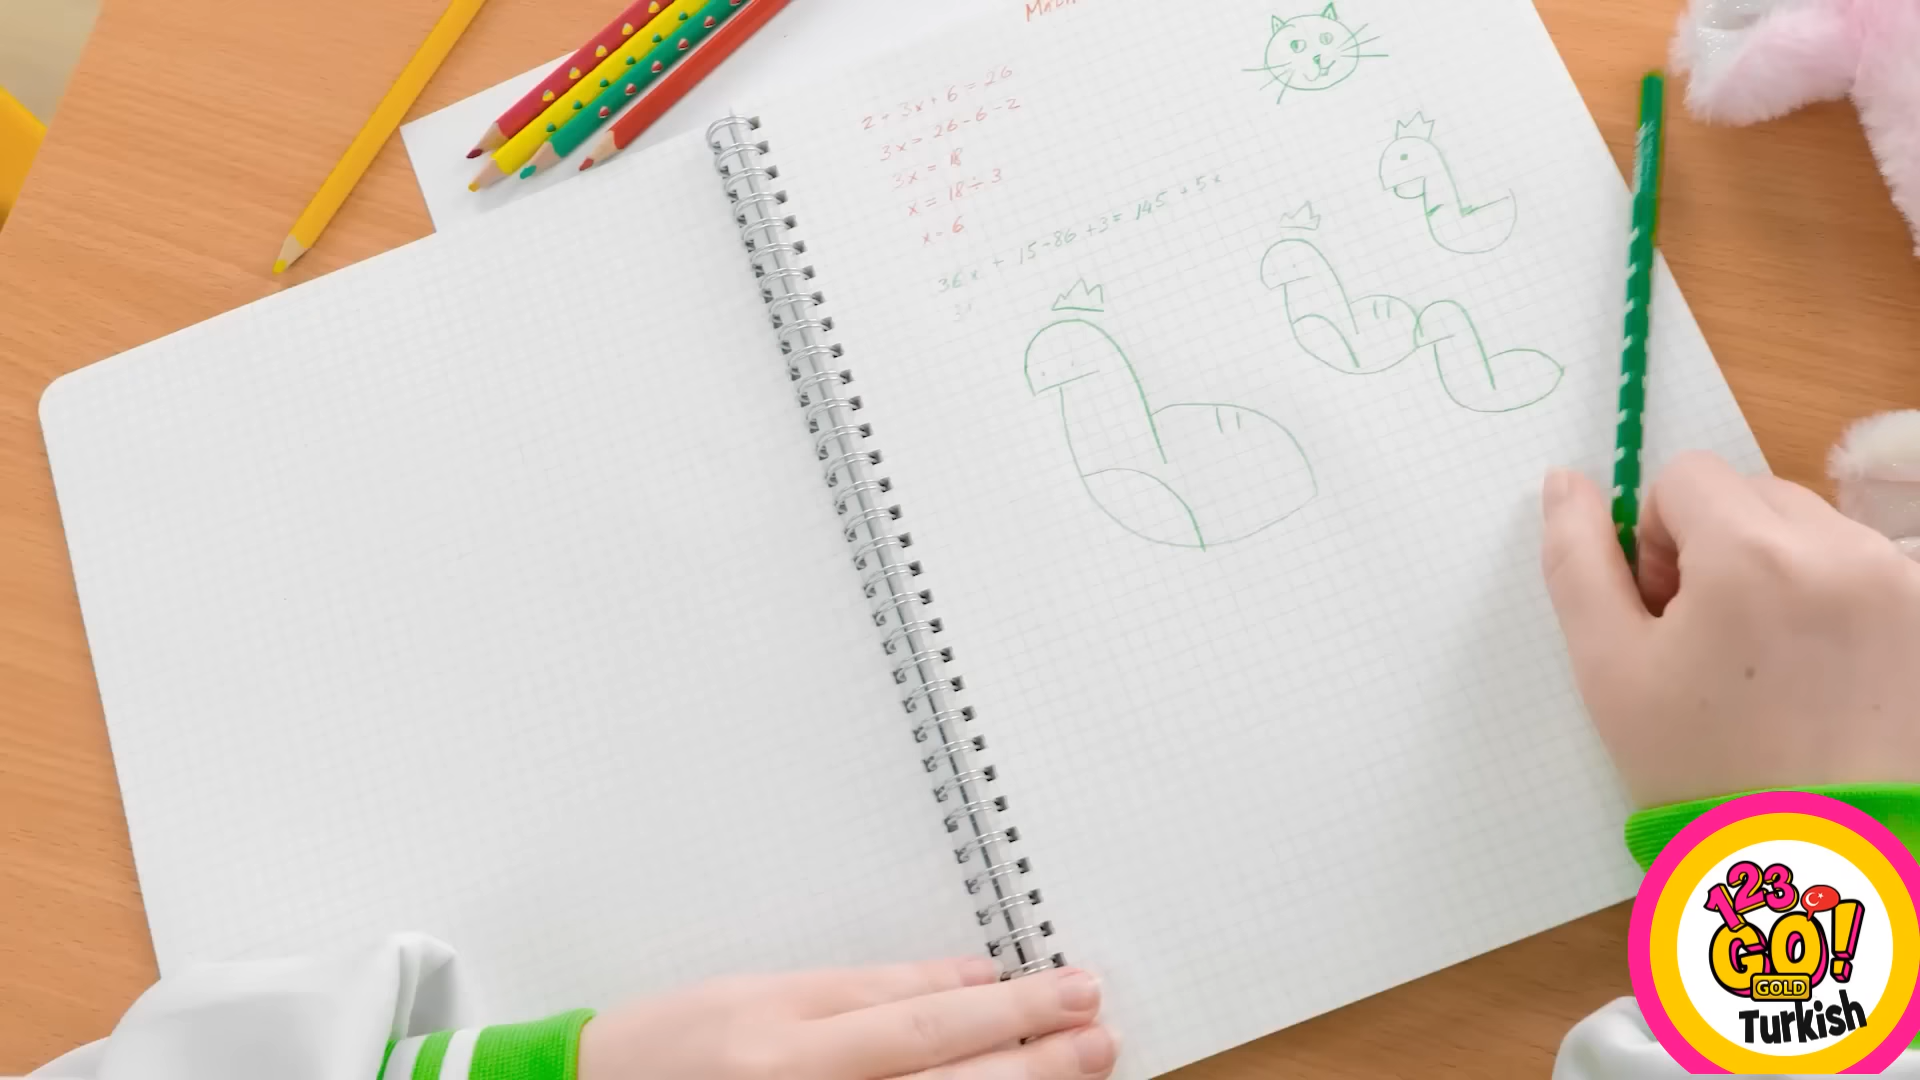 2+3x+6=26
3x=26-6-2
3x=18
x=18÷3
x=6
36x+15-86+3=145+5x
3x
123
GO!
GOLD
Turkish